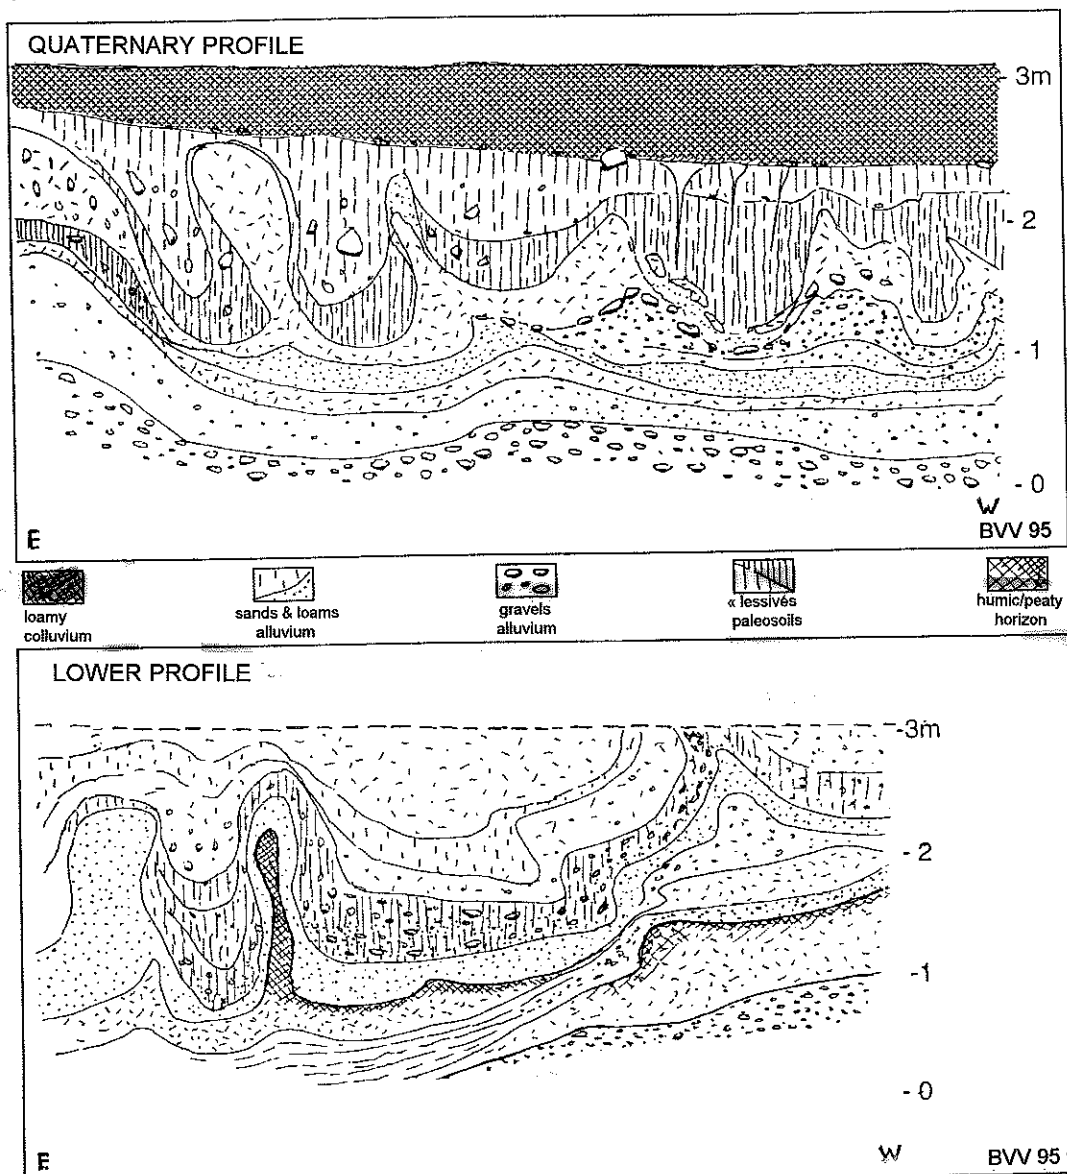 QUATERNARY PROFILE
- 3m
- 2
- 1
- 0
E
W
BVV 95
loamy
colluvium
sands & loams
alluvium
gravels
alluvium
« lessivés
paleosoils
humic/peaty
horizon
LOWER PROFILE
-3m
- 2
-1
- 0
E
W
BVV 95